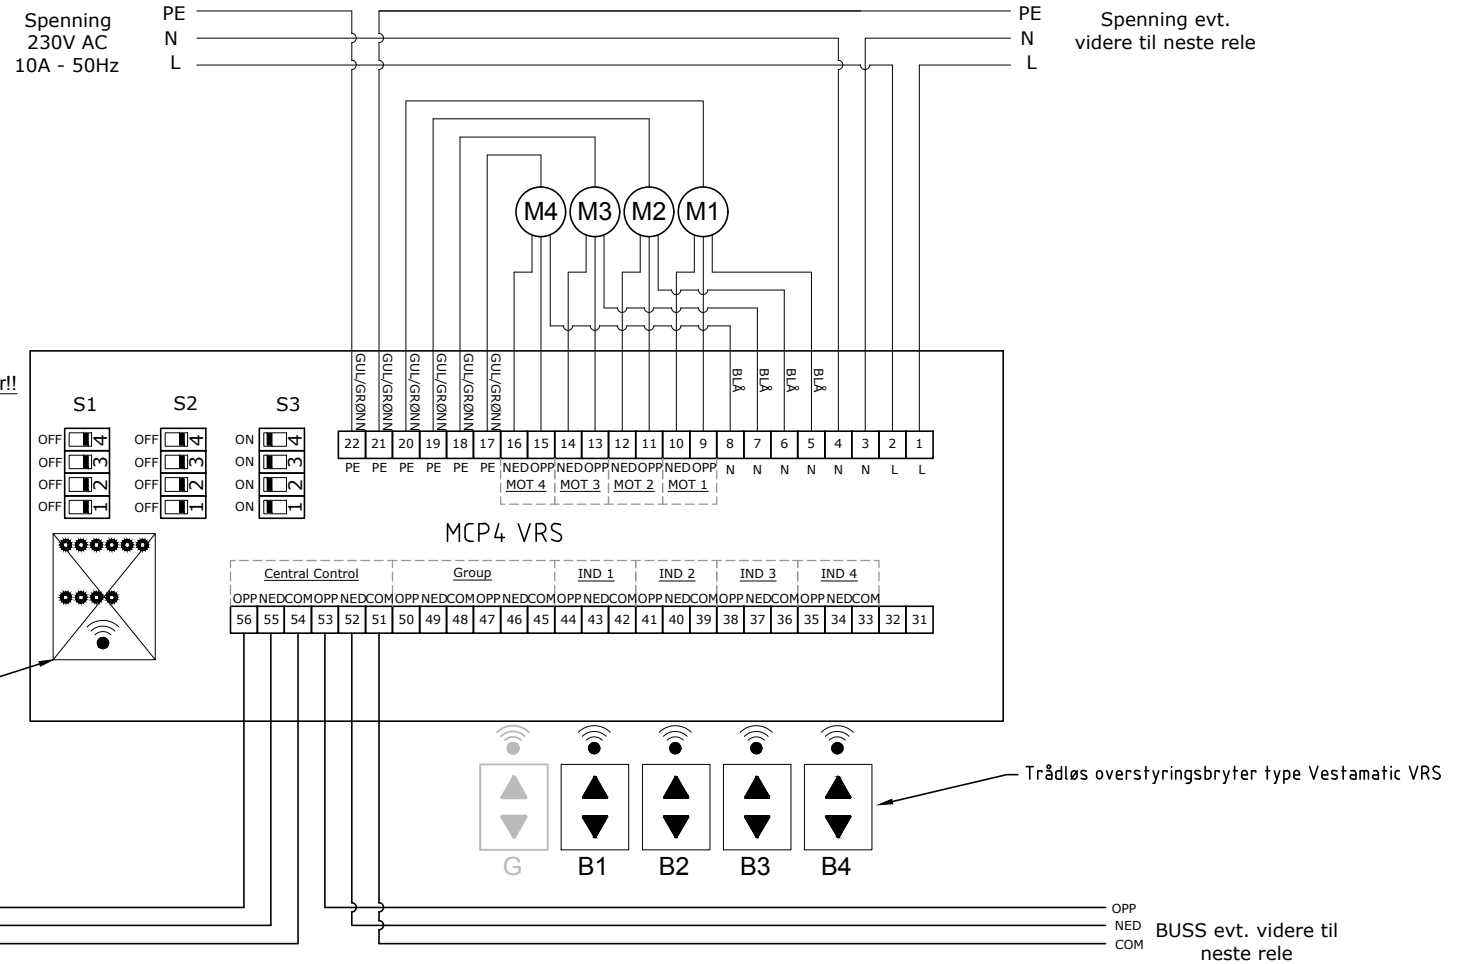 Spenning
230V AC
10A - 50Hz
PE
N
L
PE
N
L
Spenning evt.
videre til neste rele
M4 M3 M2 M1
r!!
GUL/GRØNN GUL/GRØNN GUL/GRØNN GUL/GRØNN GUL/GRØNN GUL/GRØNN
BLÅ BLÅ BLÅ BLÅ
S1 S2 S3
OFF 4 OFF 4 ON 4
OFF 3 OFF 3 ON 3
OFF 2 OFF 2 ON 2
OFF 1 OFF 1 ON 1
22 21 20 19 18 17 16 15 14 13 12 11 10 9 8 7 6 5 4 3 2 1
PE PE PE PE PE PE NED OPP NED OPP NED OPP NED OPP N N N N N N L L
MOT 4 MOT 3 MOT 2 MOT 1
MCP4 VRS
Central Control Group IND 1 IND 2 IND 3 IND 4
OPP NED COM OPP NED COM OPP NED COM OPP NED COM OPP NED COM OPP NED COM OPP NED COM OPP NED COM
56 55 54 53 52 51 50 49 48 47 46 45 44 43 42 41 40 39 38 37 36 35 34 33 32 31
Trådløs overstyringsbryter type Vestamatic VRS
G B1 B2 B3 B4
OPP
NED
COM
BUSS evt. videre til
neste rele